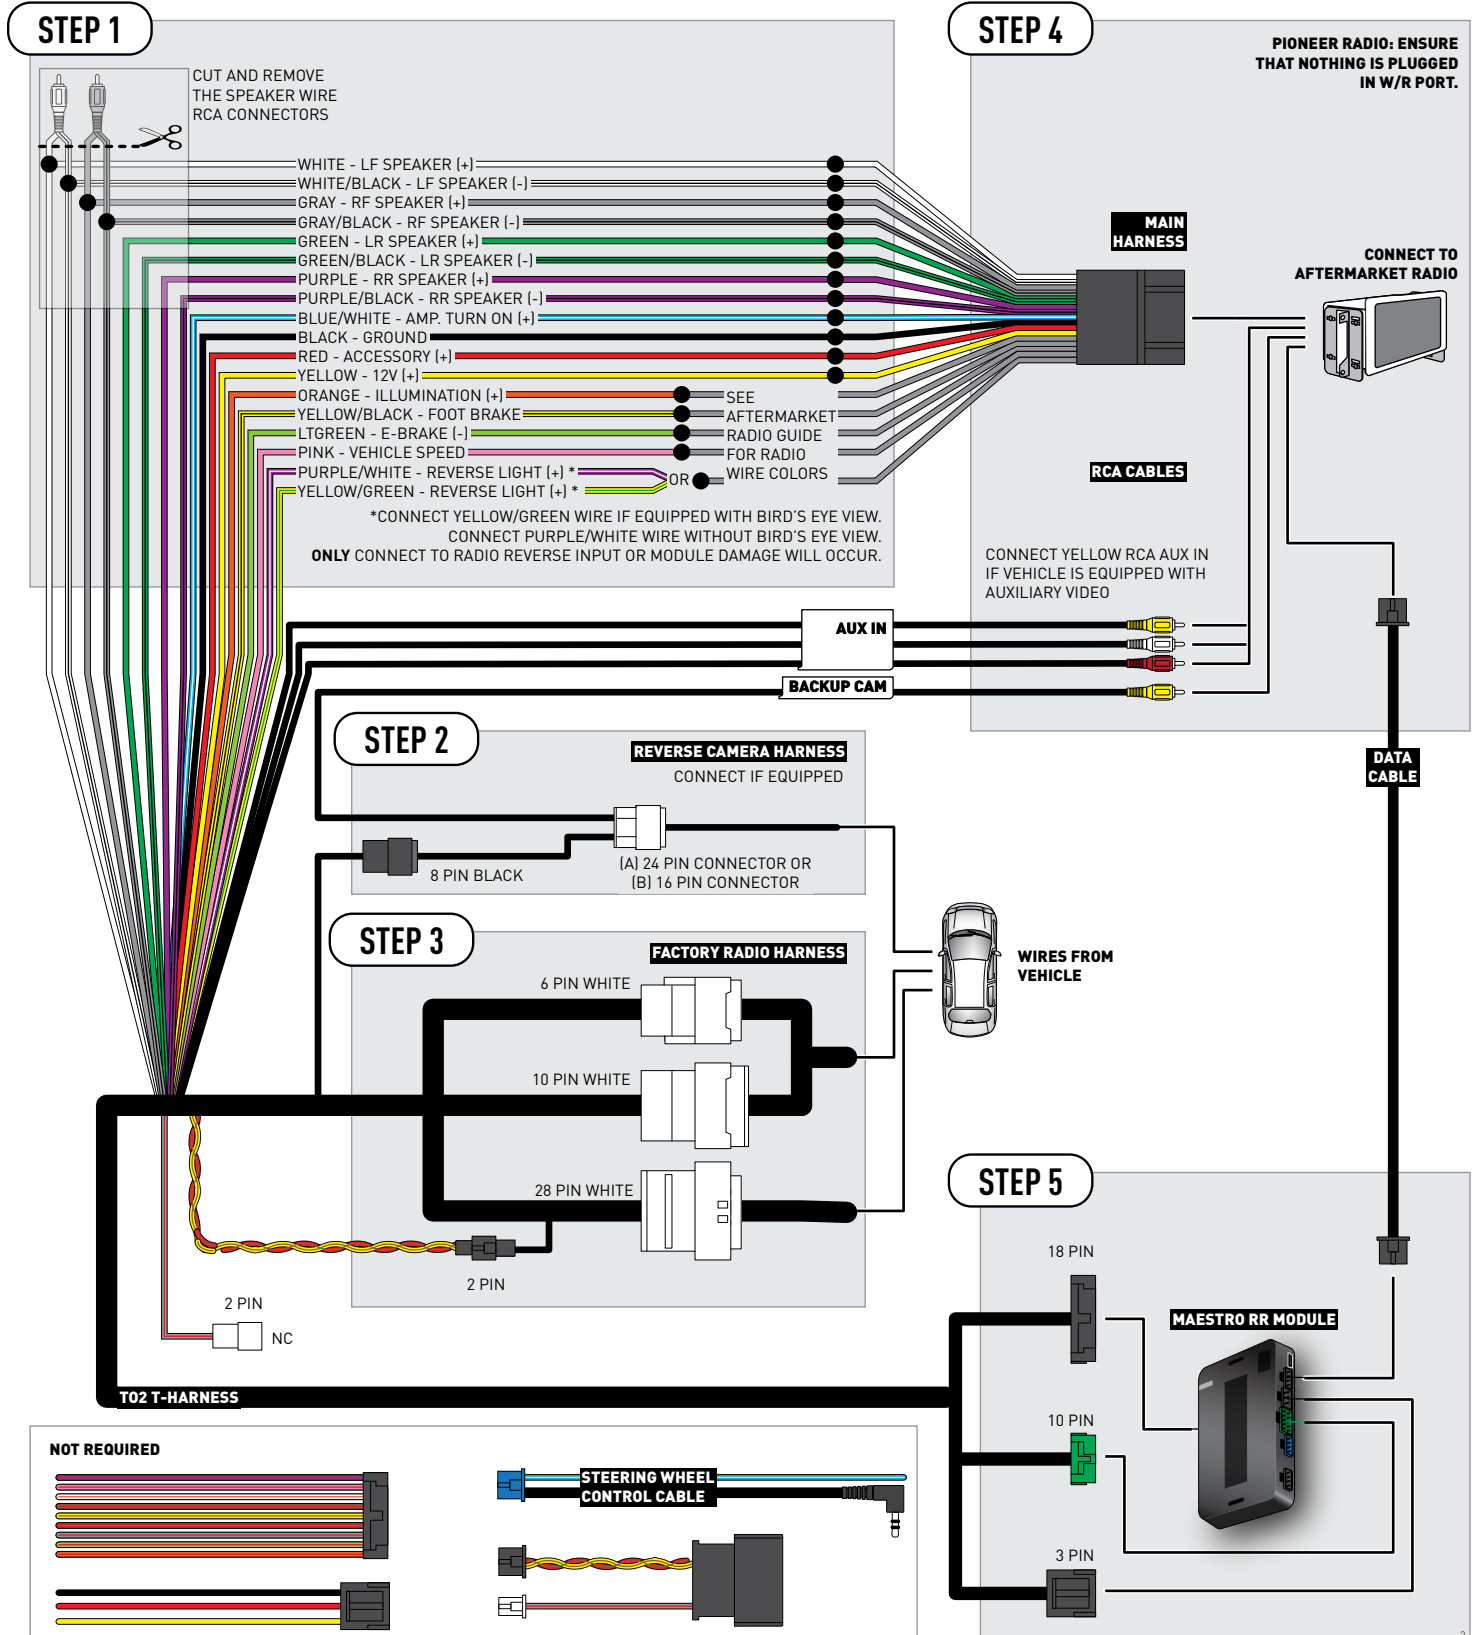 STEP 1
CUT AND REMOVE
THE SPEAKER WIRE
RCA CONNECTORS
WHITE - LF SPEAKER (+)
WHITE/BLACK - LF SPEAKER (-)
GRAY - RF SPEAKER (+)
GRAY/BLACK - RF SPEAKER (-)
GREEN - LR SPEAKER (+)
GREEN/BLACK - LR SPEAKER (-)
PURPLE - RR SPEAKER (+)
PURPLE/BLACK - RR SPEAKER (-)
BLUE/WHITE - AMP. TURN ON (+)
BLACK - GROUND
RED - ACCESSORY (+)
YELLOW - 12V (+)
ORANGE - ILLUMINATION (+)
YELLOW/BLACK - FOOT BRAKE
LTGREEN - E-BRAKE (-)
PINK - VEHICLE SPEED
PURPLE/WHITE - REVERSE LIGHT (+) *
YELLOW/GREEN - REVERSE LIGHT (+) *
OR
SEE
AFTERMARKET
RADIO GUIDE
FOR RADIO
WIRE COLORS
*CONNECT YELLOW/GREEN WIRE IF EQUIPPED WITH BIRD'S EYE VIEW.
CONNECT PURPLE/WHITE WIRE WITHOUT BIRD'S EYE VIEW.
ONLY CONNECT TO RADIO REVERSE INPUT OR MODULE DAMAGE WILL OCCUR.
STEP 4
PIONEER RADIO: ENSURE
THAT NOTHING IS PLUGGED
IN W/R PORT.
MAIN
HARNESS
CONNECT TO
AFTERMARKET RADIO
RCA CABLES
CONNECT YELLOW RCA AUX IN
IF VEHICLE IS EQUIPPED WITH
AUXILIARY VIDEO
AUX IN
BACKUP CAM
DATA
CABLE
STEP 2
REVERSE CAMERA HARNESS
CONNECT IF EQUIPPED
8 PIN BLACK
(A) 24 PIN CONNECTOR OR
(B) 16 PIN CONNECTOR
STEP 3
FACTORY RADIO HARNESS
6 PIN WHITE
10 PIN WHITE
28 PIN WHITE
2 PIN
WIRES FROM
VEHICLE
2 PIN
NC
TO2 T-HARNESS
STEP 5
18 PIN
MAESTRO RR MODULE
10 PIN
3 PIN
NOT REQUIRED
STEERING WHEEL
CONTROL CABLE